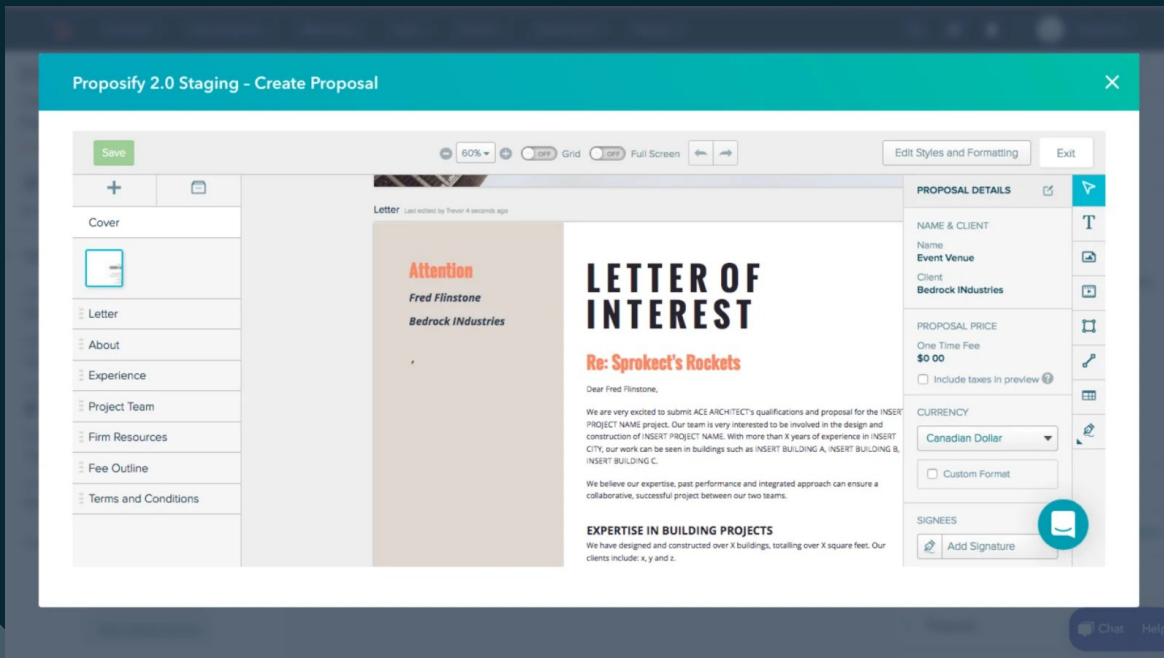 Proposify 2.0 Staging - Create Proposal
Save
60%
OFF
Grid
OFF
Full Screen
Edit Styles and Formatting
Exit
Cover
Letter
About
Experience
Project Team
Firm Resources
Fee Outline
Terms and Conditions
Letter Last edited by Trevor 4 seconds ago
Attention
Fred Flinstone
Bedrock INdustries
,
LETTER OF
INTEREST
Re: Sprokect's Rockets
Dear Fred Flinstone,
We are very excited to submit ACE ARCHITECT's qualifications and proposal for the INSERT
PROJECT NAME project. Our team is very interested to be involved in the design and
construction of INSERT PROJECT NAME. With more than X years of experience in INSERT
CITY, our work can be seen in buildings such as INSERT BUILDING A, INSERT BUILDING B,
INSERT BUILDING C.
We believe our expertise, past performance and integrated approach can ensure a
collaborative, successful project between our two teams.
EXPERTISE IN BUILDING PROJECTS
We have designed and constructed over X buildings, totalling over X square feet. Our
clients include: x, y and z.
PROPOSAL DETAILS
NAME & CLIENT
Name
Event Venue
Client
Bedrock INdustries
PROPOSAL PRICE
One Time Fee
$0 00
Include taxes in preview ?
CURRENCY
Canadian Dollar
Custom Format
SIGNEES
Add Signature
T
Chat Help